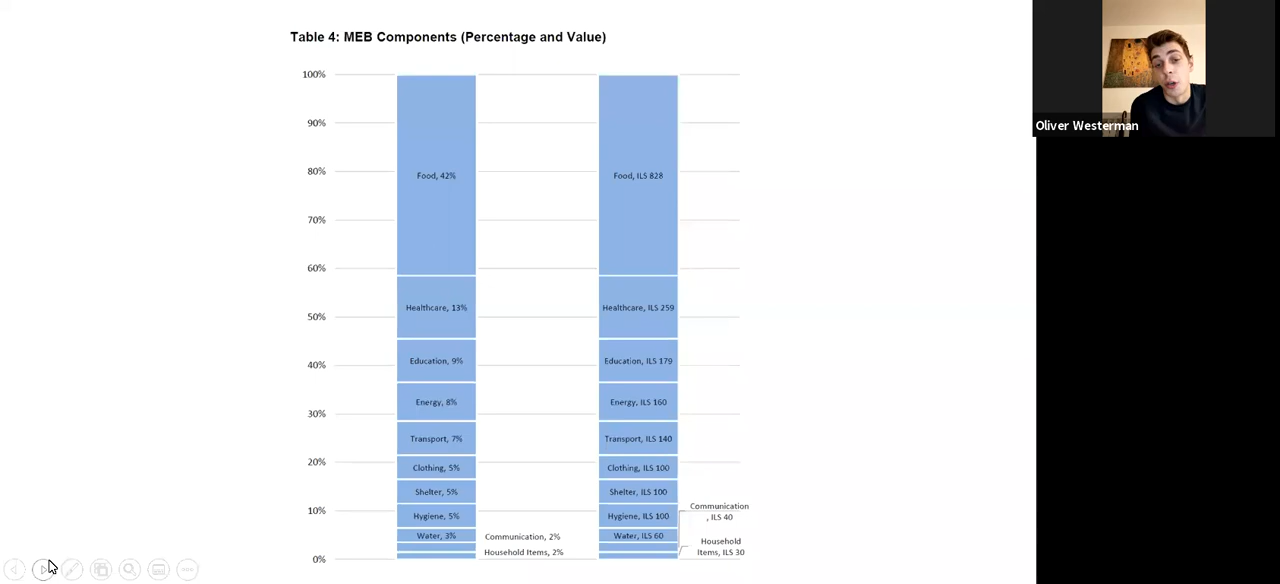 Table 4: MEB Components (Percentage and Value)
100%
90%
80%
70%
60%
50%
40%
30%
20%
10%
0%
Food, 42%
Healthcare, 13%
Education, 9%
Energy, 8%
Transport, 7%
Clothing, 5%
Shelter, 5%
Hygiene, 5%
Water, 3%
Communication, 2%
Household Items, 2%
Food, ILS 828
Healthcare, ILS 259
Education, ILS 179
Energy, ILS 160
Transport, ILS 140
Clothing, ILS 100
Shelter, ILS 100
Hygiene, ILS 100
Water, ILS 60
Communication
, ILS 40
Household
Items, ILS 30
Oliver Westerman